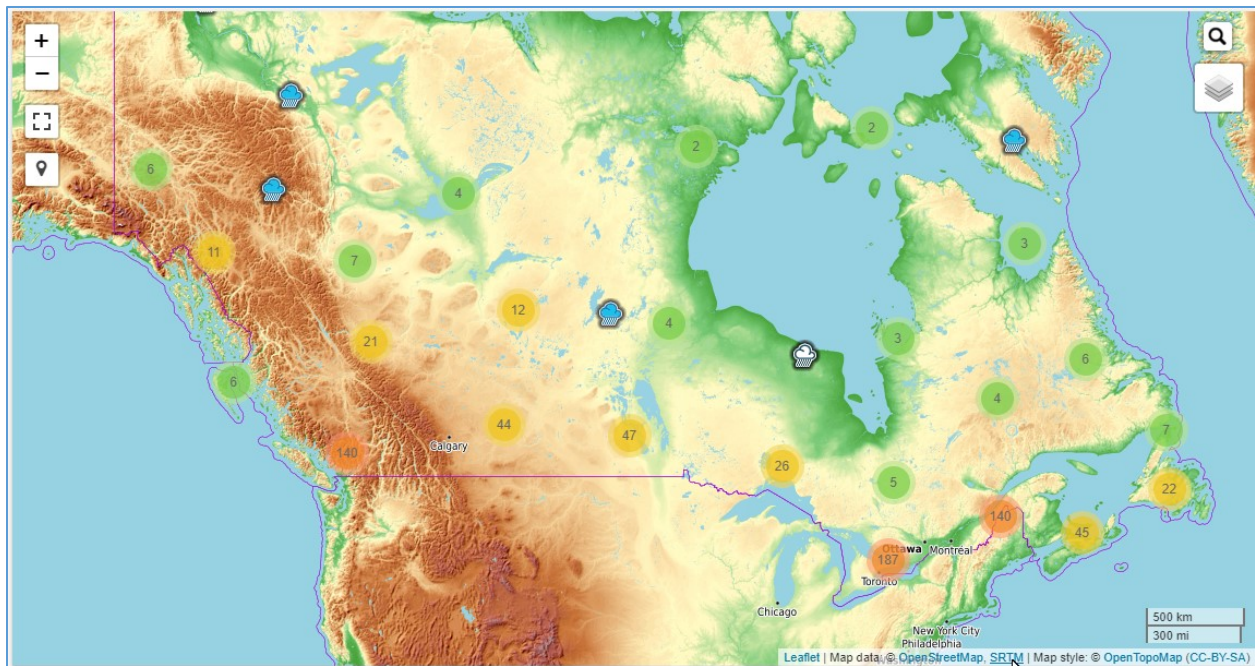 +
−
2
2
6
4
3
11
7
12
4
3
21
6
6
4
44
7
47
Calgary
140
26
5
22
140
45
Ottawa
Montreal
187
Toronto
Chicago
500 km
New York City
300 mi
Philadelphia
Leaflet | Map data: © OpenStreetMap, SRTM | Map style: © OpenTopoMap (CC-BY-SA)